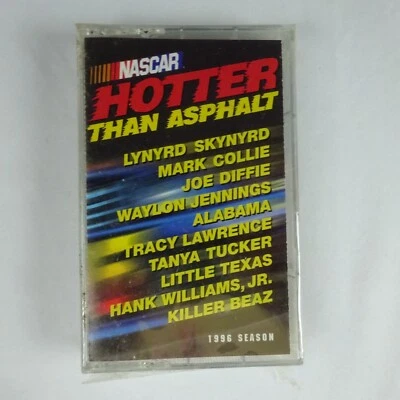 NASCAR
HOTTER
THAN ASPHALT
LYNYRD SKYNYRD
MARK COLLIE
JOE DIFFIE
WAYLON JENNINGS
ALABAMA
TRACY LAWRENCE
TANYA TUCKER
LITTLE TEXAS
HANK WILLIAMS, JR.
KILLER BEAZ
1996 SEASON